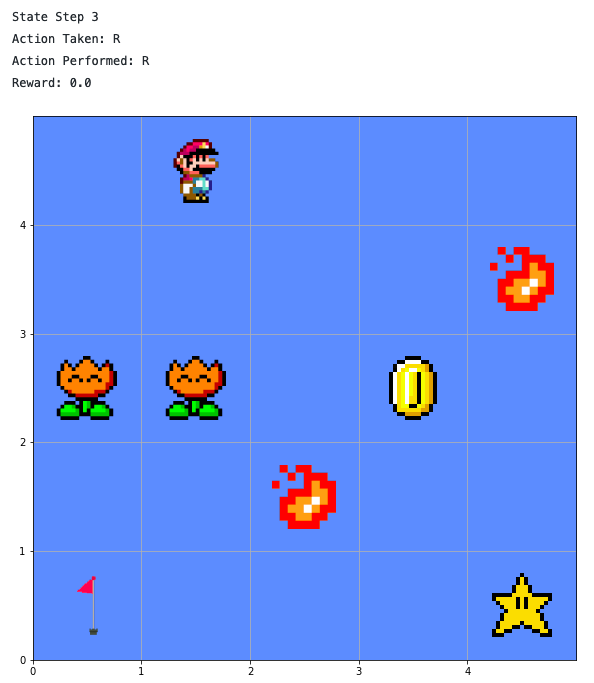 State Step 3
Action Taken: R
Action Performed: R
Reward: 0.0
4
3
2
1
0
0 1 2 3 4